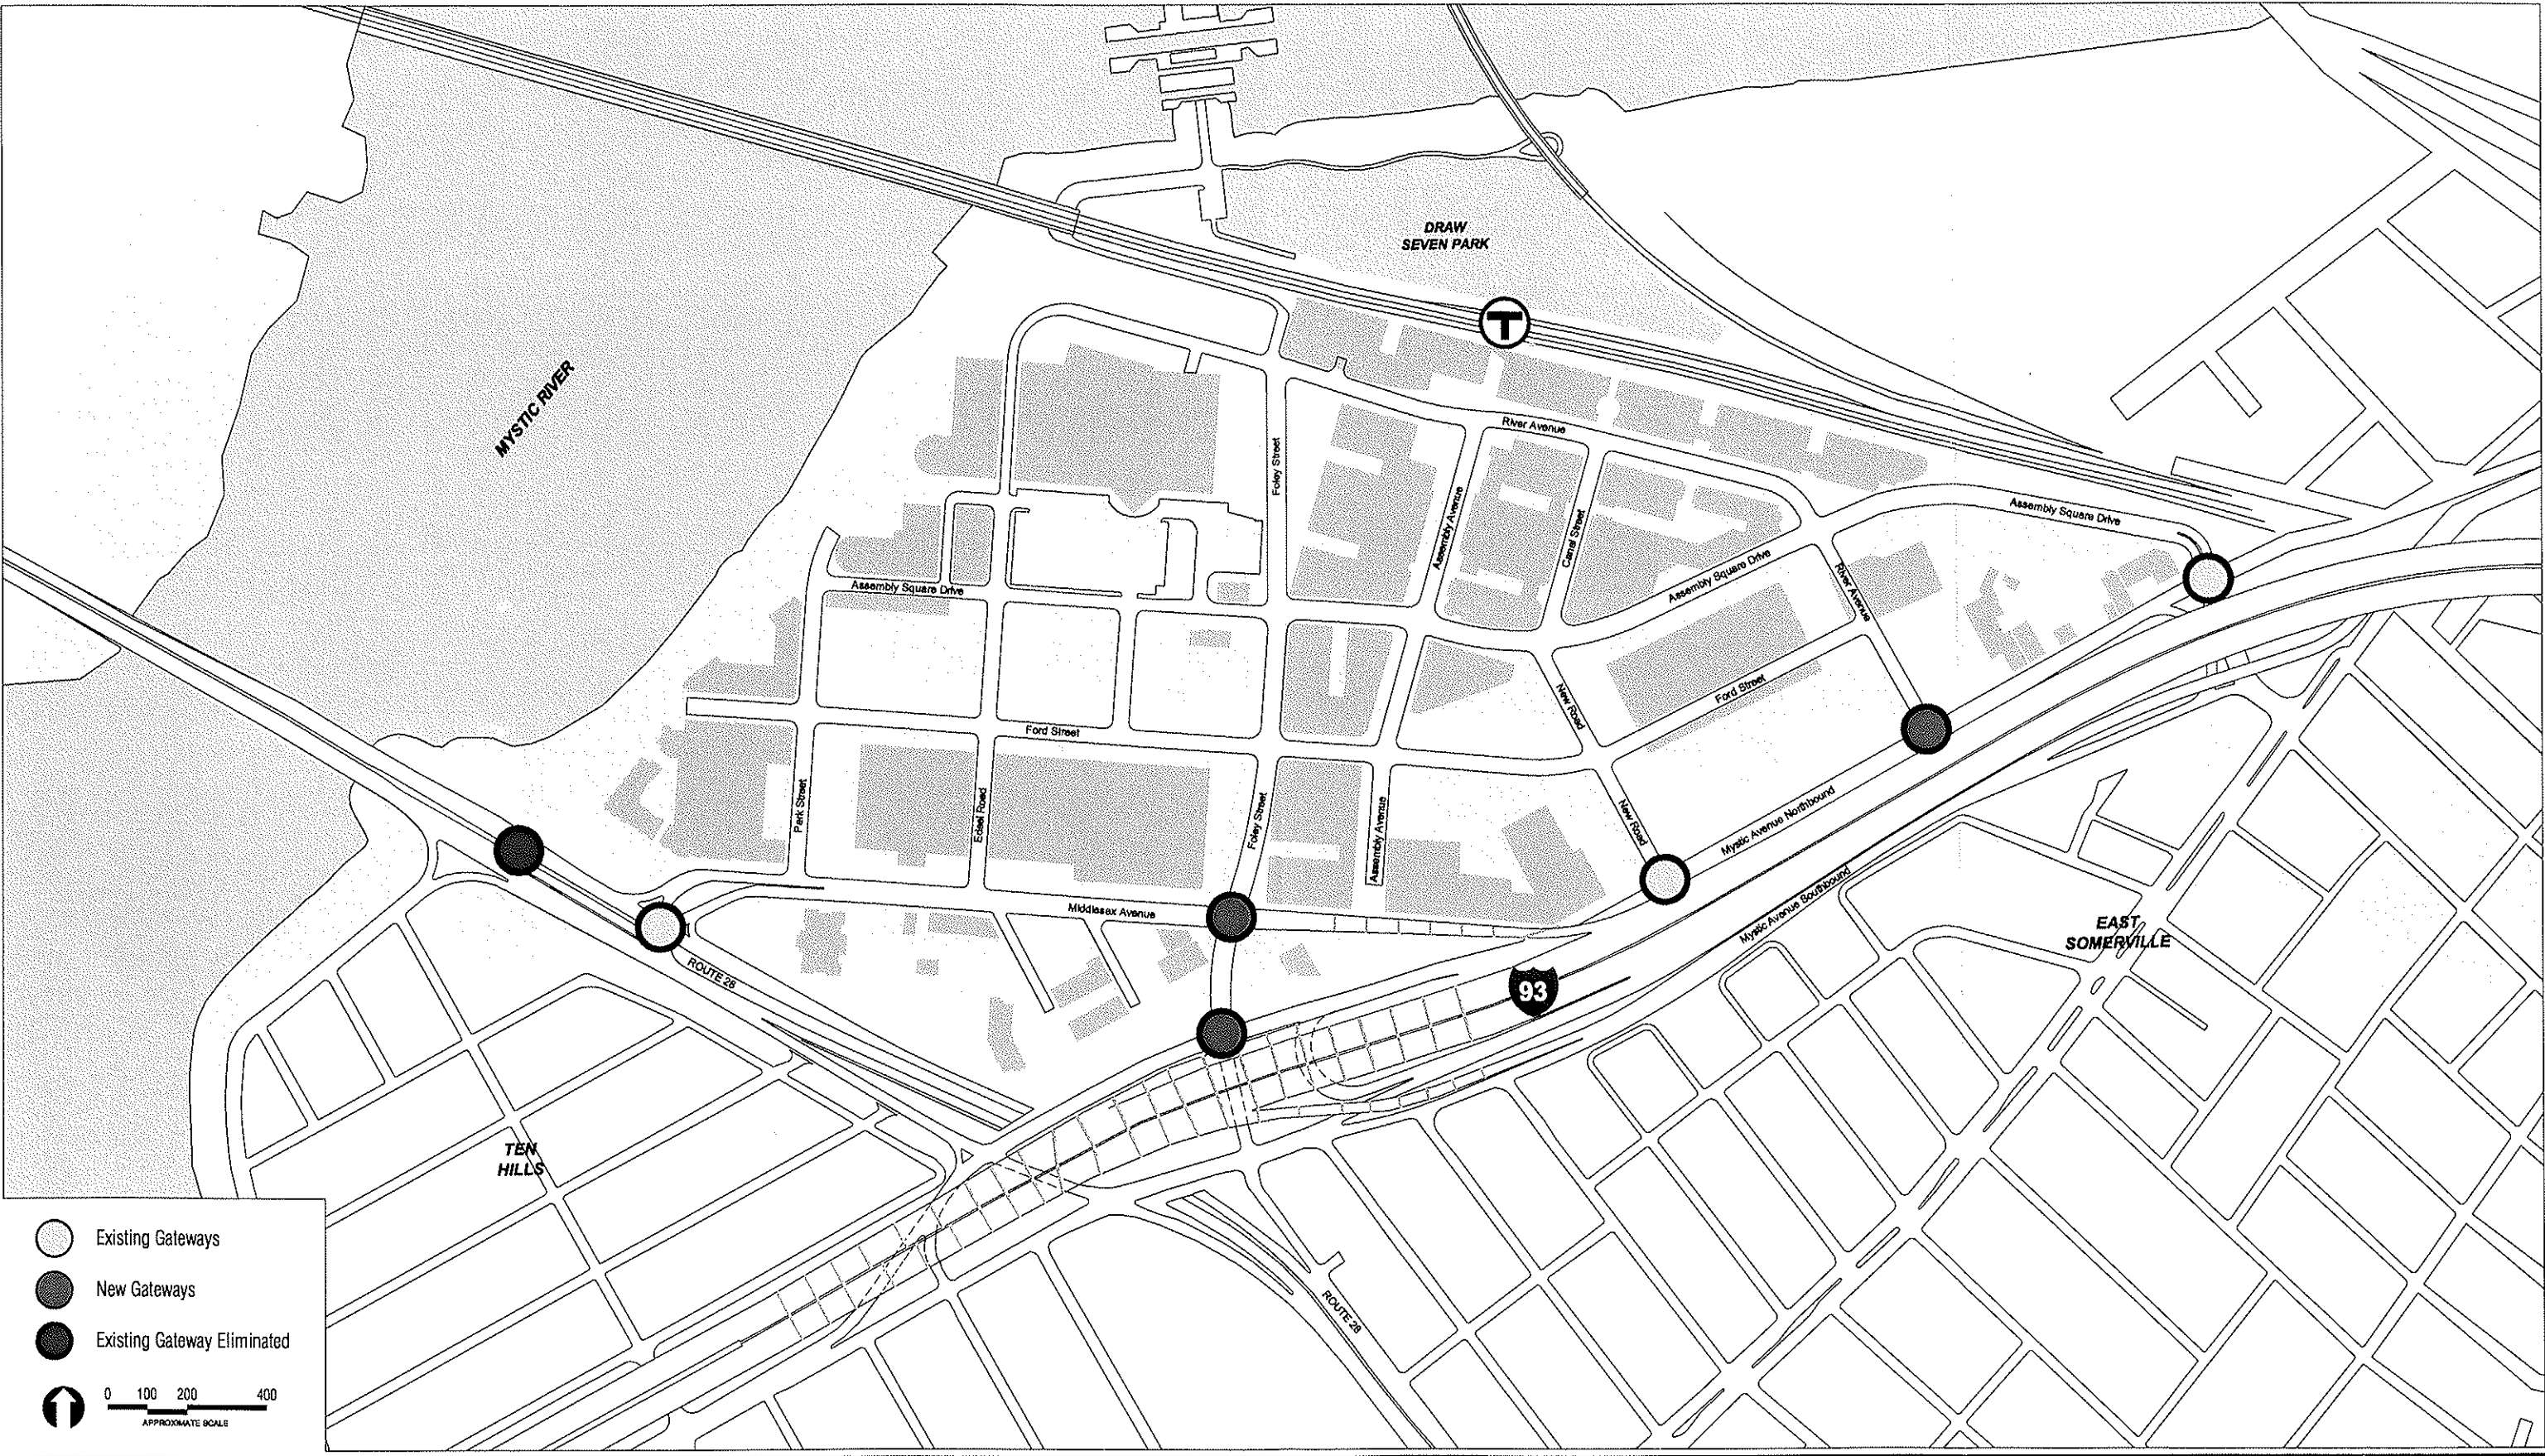 DRAW
SEVEN PARK
T
MYSTIC RIVER
River Avenue
Foley Street
Assembly Avenue
Canal Street
Assembly Square Drive
Assembly Square Drive
Assembly Square Drive
River Avenue
Ford Street
New Road
Ford Street
Park Street
Edsel Road
Foley Street
Assembly Avenue
New Road
Mystic Avenue Northbound
Middlesex Avenue
Mystic Avenue Southbound
EAST
SOMERVILLE
ROUTE 28
93
TEN
HILLS
ROUTE 28
Existing Gateways
New Gateways
Existing Gateway Eliminated
0 100 200 400
APPROXIMATE SCALE